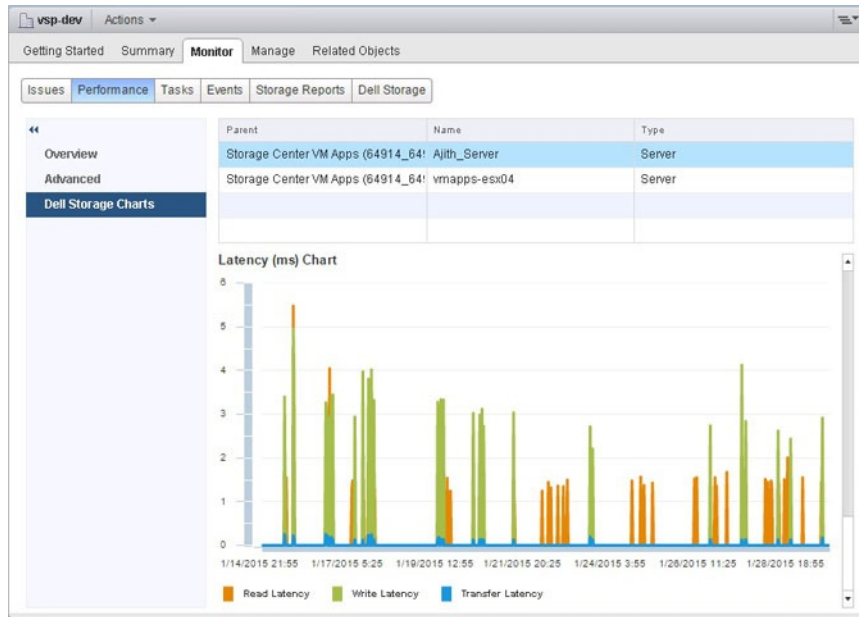 vsp-dev Actions
Getting Started Summary Monitor Manage Related Objects
Issues Performance Tasks Events Storage Reports Dell Storage
Overview
Advanced
Dell Storage Charts
Parent Name Type
Storage Center VM Apps (64914_64 Ajith_Server Server
Storage Center VM Apps (64914_64 vmapps-esx04 Server
Latency (ms) Chart
6
5
4
3
2
1
0
1/14/2015 21:55 1/17/2015 5:25 1/19/2015 12:55 1/21/2015 20:25 1/24/2015 3:55 1/26/2015 11:25 1/28/2015 18:55
Read Latency Write Latency Transfer Latency